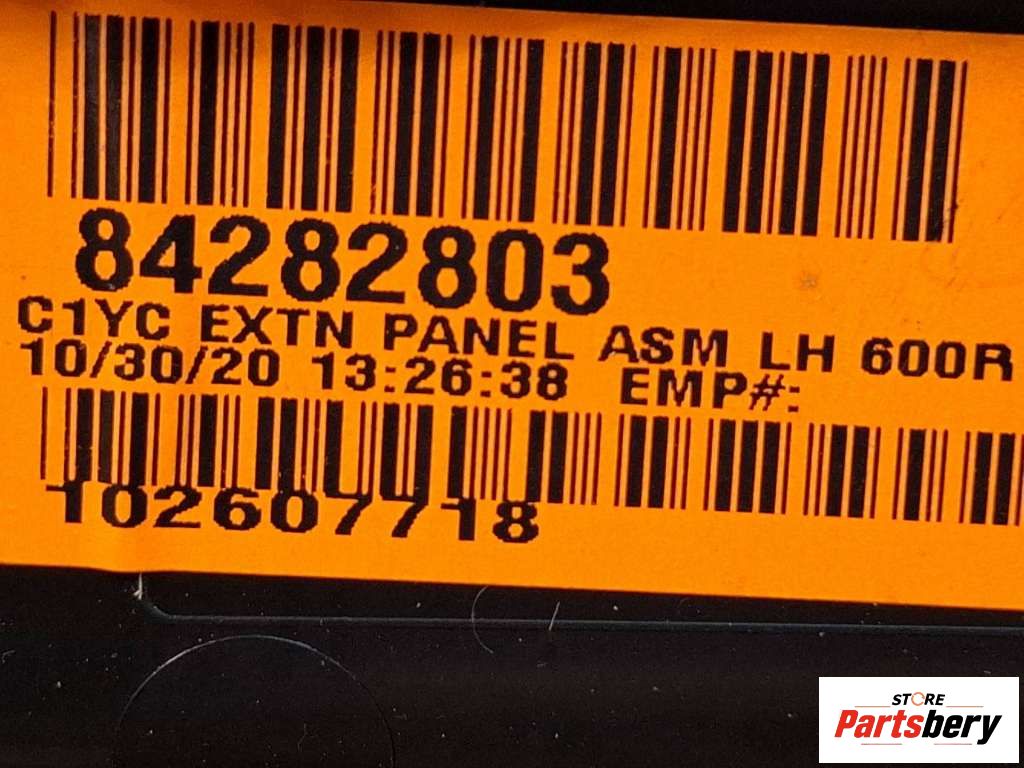 84282803
C1YC EXTN PANEL ASM LH 600R
10/30/20 13:26:38 EMP#:
102607718
STORE
Partsbery